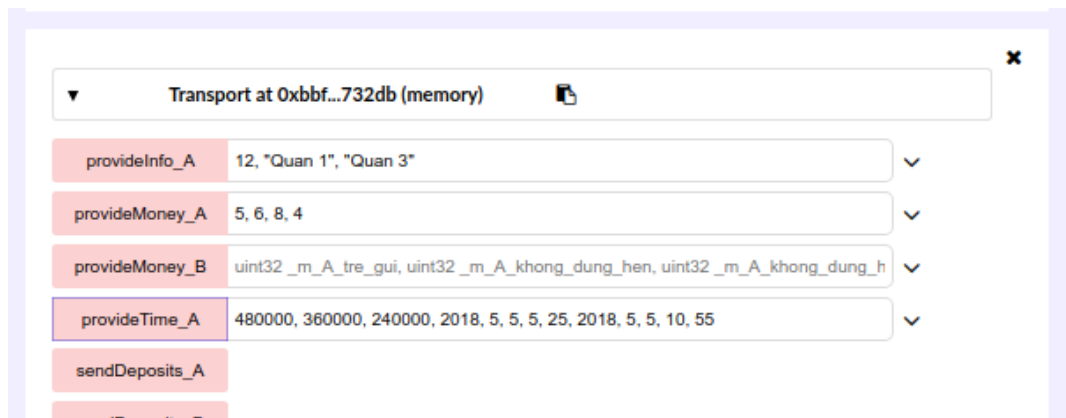 Transport at 0xbbf...732db (memory)
provideInfo_A 12, "Quan 1", "Quan 3"
provideMoney_A 5, 6, 8, 4
provideMoney_B uint32 _m_A_tre_gui, uint32 _m_A_khong_dung_hen, uint32 _m_A_khong_dung_h
provideTime_A 480000, 360000, 240000, 2018, 5, 5, 5, 25, 2018, 5, 5, 10, 55
sendDeposits_A